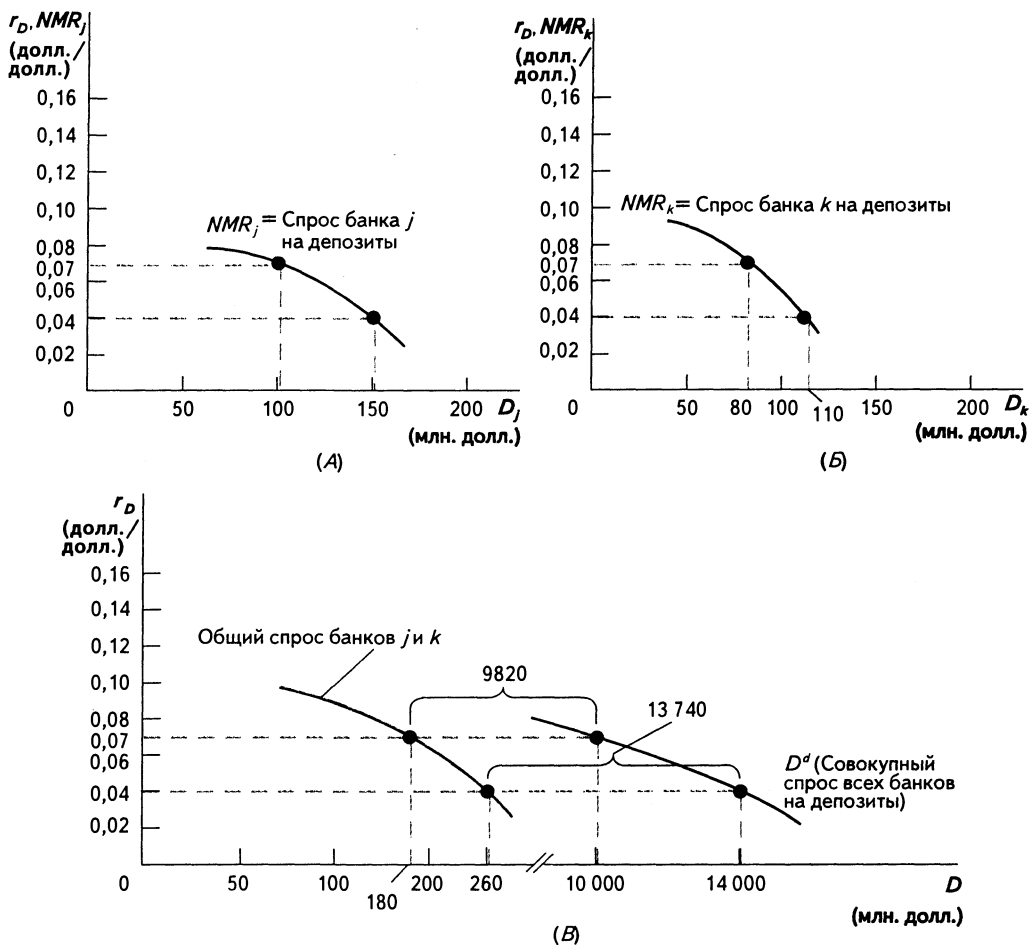 r_D, NMR_j
(долл./
долл.)
0,16
0,14
0,12
0,10
0,08
0,07
0,06
0,04
0,02
NMR_j = Спрос банка j
на депозиты
0
50
100
150
200
D_j
(млн. долл.)
(А)
r_D, NMR_k
(долл./
долл.)
0,16
0,14
0,12
0,10
0,08
0,07
0,06
0,04
0,02
NMR_k = Спрос банка k на депозиты
0
50
80
100
110
150
200
D_k
(млн. долл.)
(Б)
r_D
(долл./
долл.)
0,16
0,14
0,12
0,10
0,08
0,07
0,06
0,04
0,02
Общий спрос банков j и k
9820
13 740
D^d (Совокупный
спрос всех банков
на депозиты)
0
50
100
180
200
260
10 000
14 000
D
(млн. долл.)
(В)